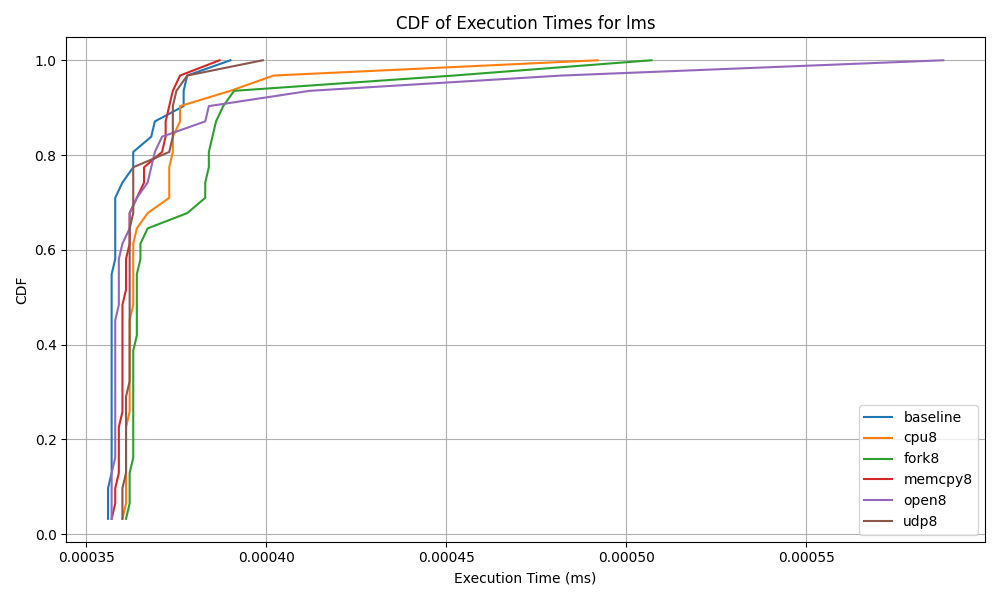 CDF of Execution Times for lms
1.0
0.8
0.6
0.4
0.2
0.0
CDF
0.00035
0.00040
0.00045
0.00050
0.00055
Execution Time (ms)
baseline
cpu8
fork8
memcpy8
open8
udp8